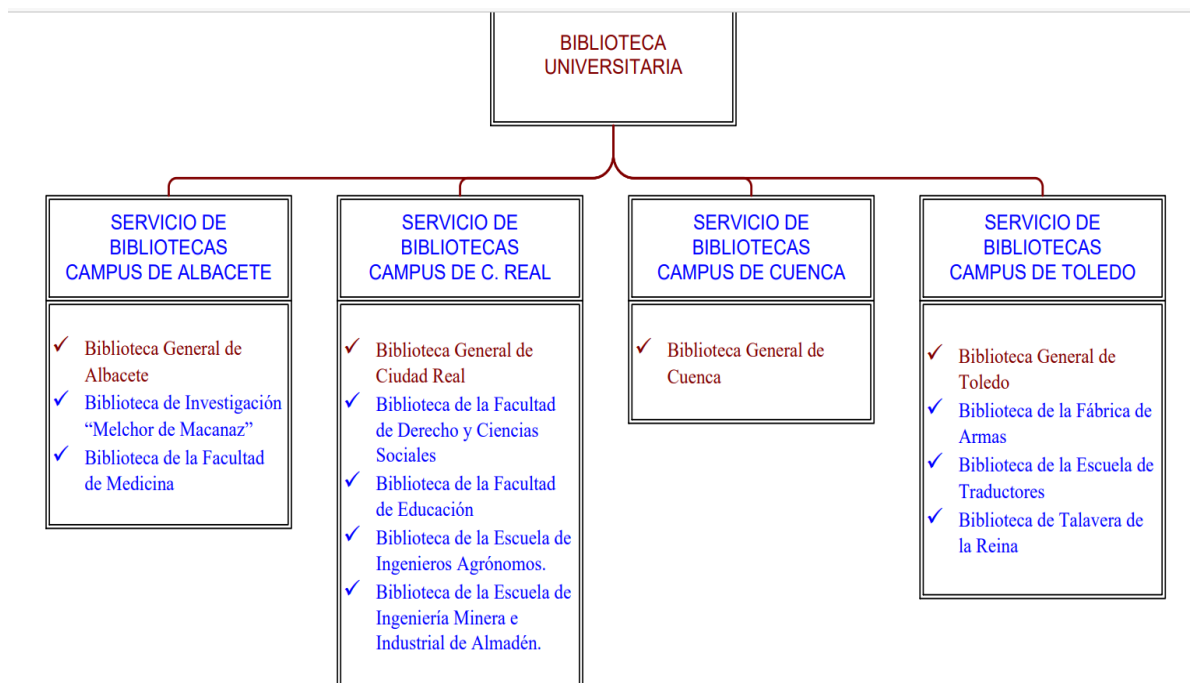 BIBLIOTECA
UNIVERSITARIA
SERVICIO DE
BIBLIOTECAS
CAMPUS DE ALBACETE
Biblioteca General de
Albacete
Biblioteca de Investigación
“Melchor de Macanaz”
Biblioteca de la Facultad
de Medicina
SERVICIO DE
BIBLIOTECAS
CAMPUS DE C. REAL
Biblioteca General de
Ciudad Real
Biblioteca de la Facultad
de Derecho y Ciencias
Sociales
Biblioteca de la Facultad
de Educación
Biblioteca de la Escuela de
Ingenieros Agrónomos.
Biblioteca de la Escuela de
Ingeniería Minera e
Industrial de Almadén.
SERVICIO DE
BIBLIOTECAS
CAMPUS DE CUENCA
Biblioteca General de
Cuenca
SERVICIO DE
BIBLIOTECAS
CAMPUS DE TOLEDO
Biblioteca General de
Toledo
Biblioteca de la Fábrica de
Armas
Biblioteca de la Escuela de
Traductores
Biblioteca de Talavera de
la Reina